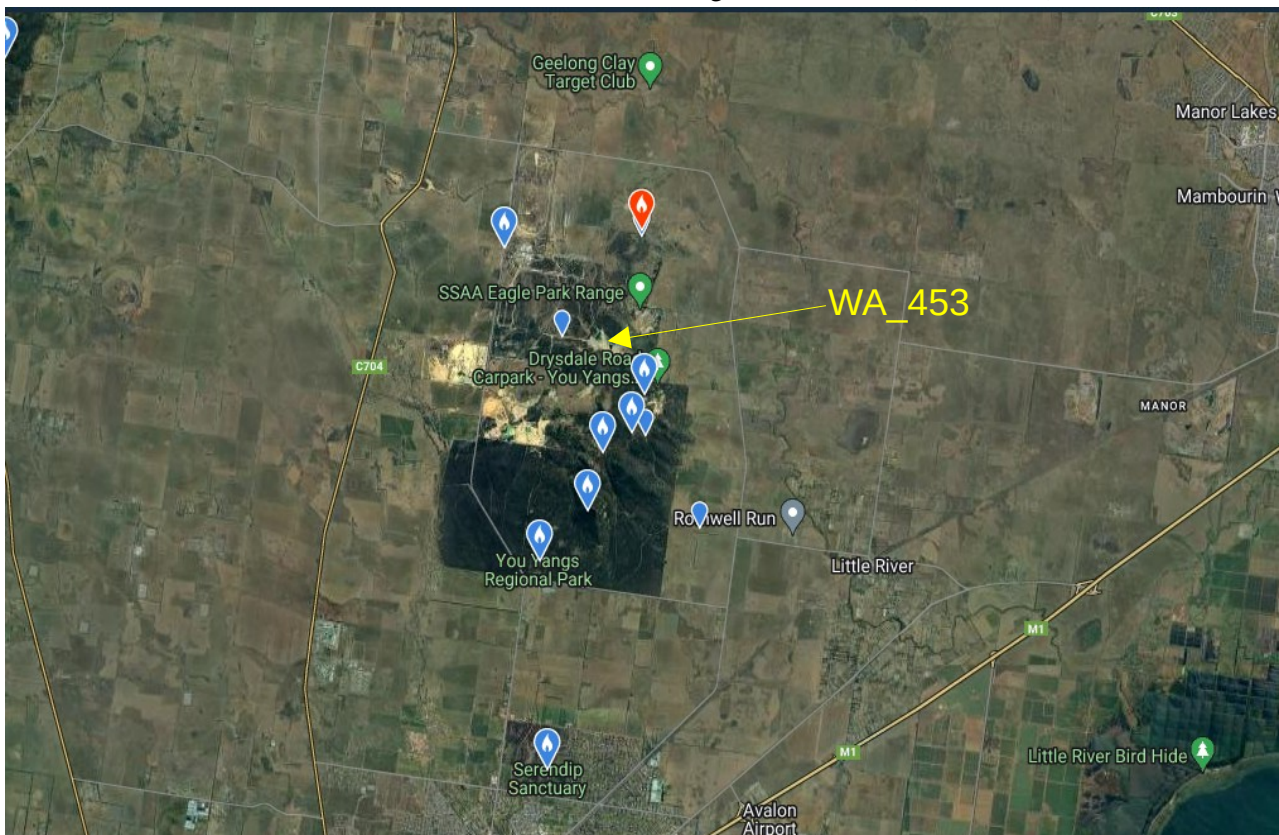 C705
Geelong Clay
Target Club
Manor Lakes
Mambourin
SSAA Eagle Park Range
WA_453
Drysdale Road
Carpark - You Yangs...
C704
MANOR
Run
Little River
You Yangs
Regional Park
M1
M1
Little River Bird Hide
Serendip
Sanctuary
Avalon
Airport